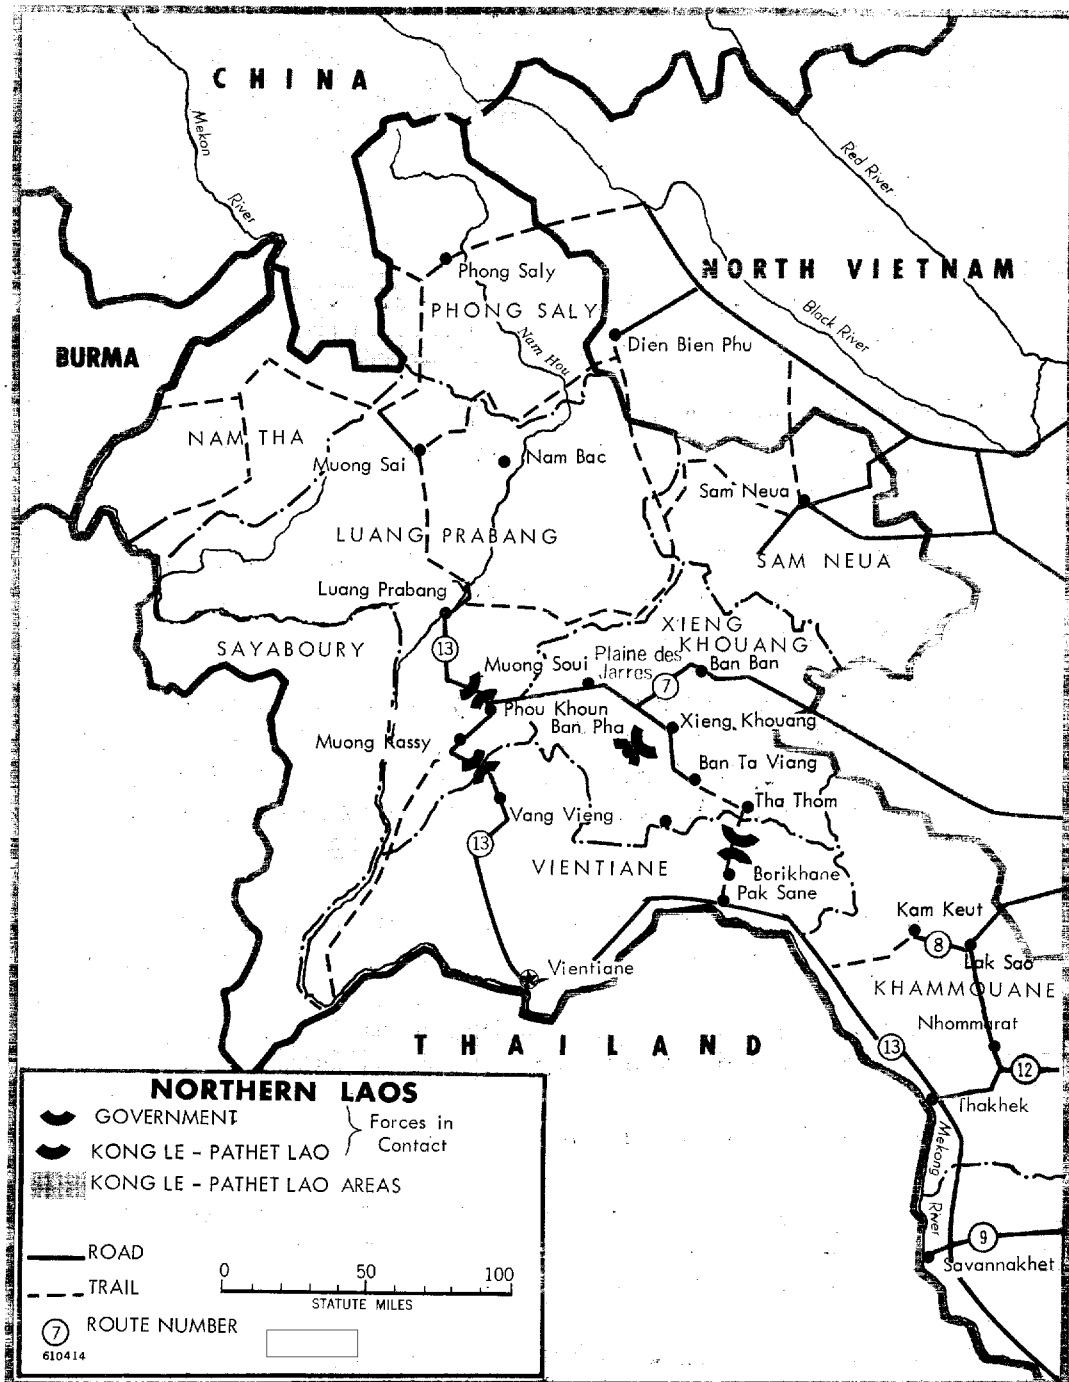 CHINA
Mekon
River
Red River
NORTH VIETNAM
Phong Saly
PHONG SALY
Black River
Nam Hou
BURMA
Dien Bien Phu
NAM THA
Muong Sai
Nam Bac
Sam Neua
LUANG PRABANG
SAM NEUA
Luang Prabang
XIENG
KHOUANG
SAYABOURY
13
Muong Soui
Plaine des
Jarres
Ban Ban
7
Phou Khoun
Ban Pha
Xieng Khouang
Muong Kassy
Ban Ta Viang
Tha Thom
Vang Vieng
13
VIENTIANE
Borikhane
Pak Sane
Kam Keut
8
Lak Sao
Vientiane
KHAMMOUANE
Nhommarat
THAILAND
13
12
Thakhek
Mekong
River
9
Savannakhet
NORTHERN LAOS
GOVERNMENT
KONG LE - PATHET LAO
Forces in
Contact
KONG LE - PATHET LAO AREAS
ROAD
TRAIL
0 50 100
STATUTE MILES
7 ROUTE NUMBER
610414